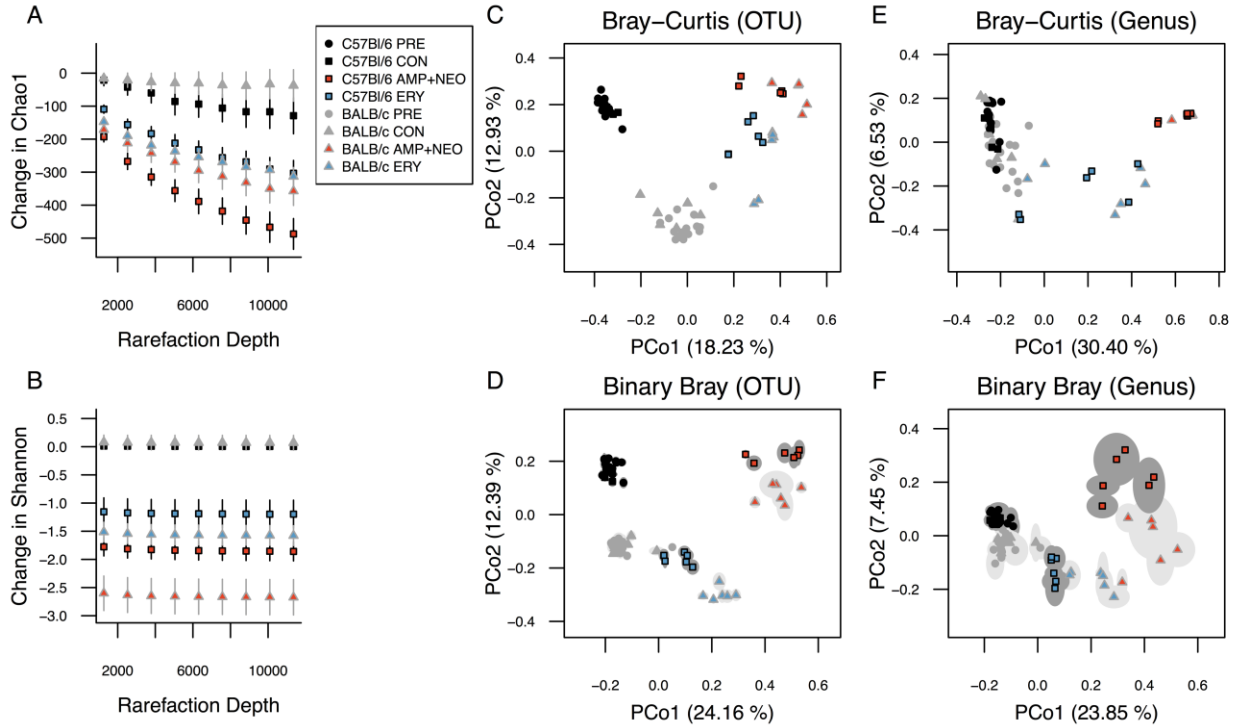 A
Change in Chao1
0
−100
−200
−300
−400
−500
2000
6000
10000
Rarefaction Depth
C57Bl/6 PRE
C57Bl/6 CON
C57Bl/6 AMP+NEO
C57Bl/6 ERY
BALB/c PRE
BALB/c CON
BALB/c AMP+NEO
BALB/c ERY
C
Bray−Curtis (OTU)
PCo2 (12.93 %)
0.4
0.2
0.0
−0.2
−0.4
−0.4
−0.2
0.0
0.2
0.4
0.6
PCo1 (18.23 %)
E
Bray−Curtis (Genus)
PCo2 (6.53 %)
0.4
0.2
0.0
−0.2
−0.4
−0.4
−0.2
0.0
0.2
0.4
0.6
0.8
PCo1 (30.40 %)
B
Change in Shannon
0.5
0.0
−0.5
−1.0
−1.5
−2.0
−2.5
−3.0
2000
6000
10000
Rarefaction Depth
D
Binary Bray (OTU)
PCo2 (12.39 %)
0.4
0.2
0.0
−0.2
−0.4
−0.2
0.0
0.2
0.4
0.6
PCo1 (24.16 %)
F
Binary Bray (Genus)
PCo2 (7.45 %)
0.4
0.2
0.0
−0.2
−0.2
0.0
0.2
0.4
0.6
PCo1 (23.85 %)